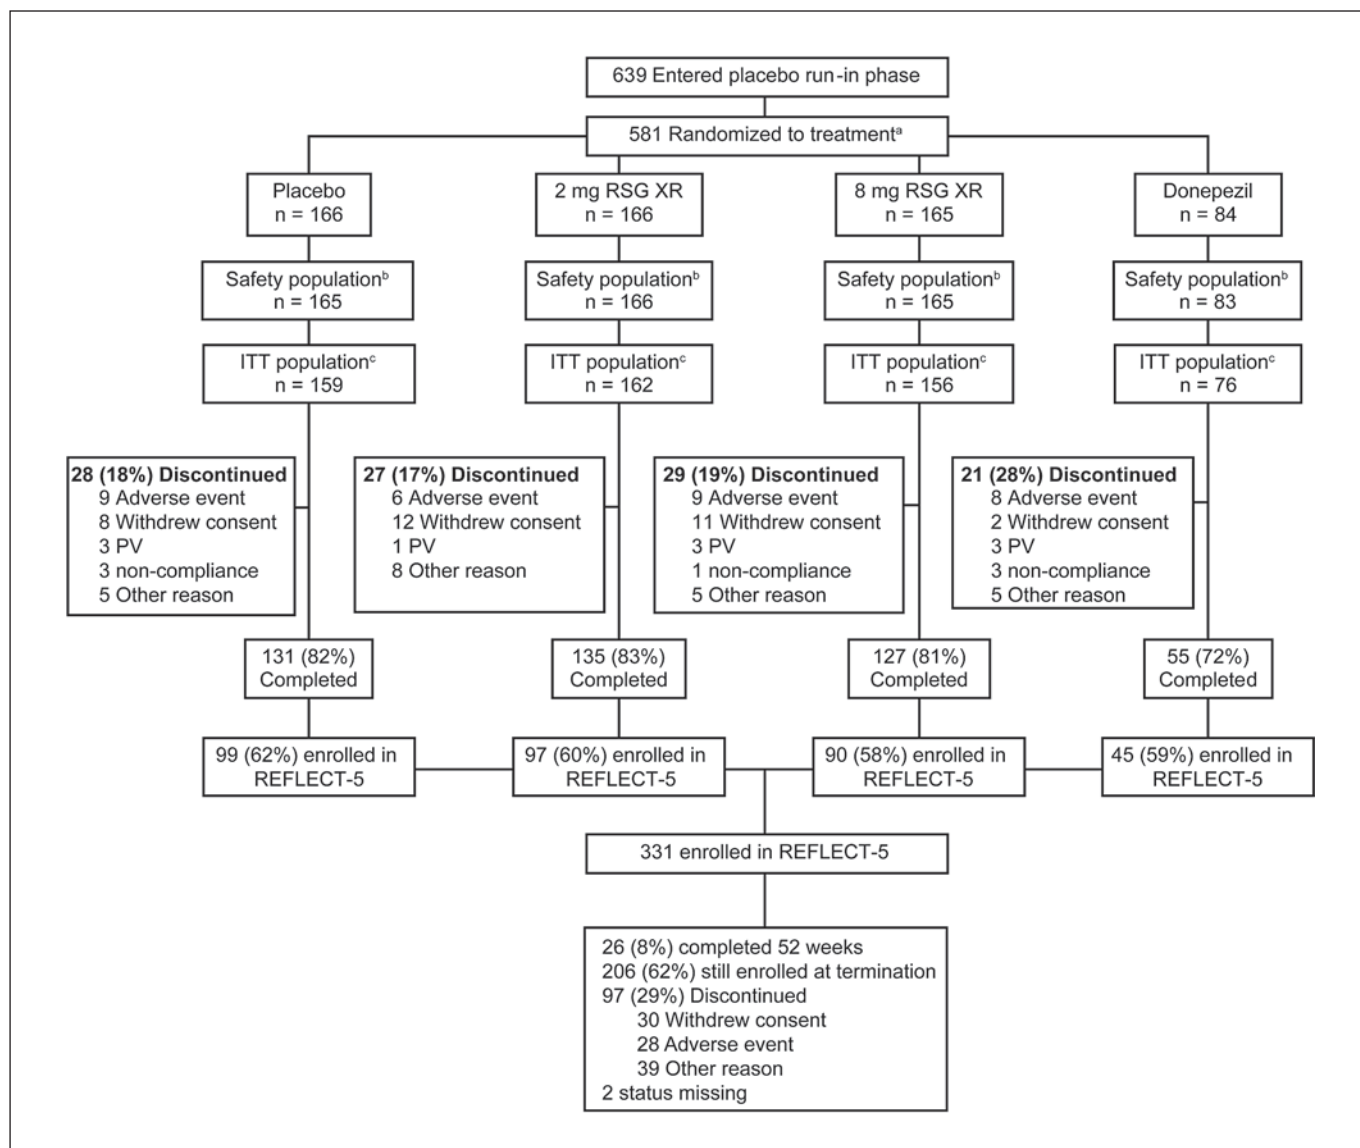 639 Entered placebo run-in phase
581 Randomized to treatmentᵃ
Placebo
n = 166
2 mg RSG XR
n = 166
8 mg RSG XR
n = 165
Donepezil
n = 84
Safety populationᵇ
n = 165
Safety populationᵇ
n = 166
Safety populationᵇ
n = 165
Safety populationᵇ
n = 83
ITT populationᶜ
n = 159
ITT populationᶜ
n = 162
ITT populationᶜ
n = 156
ITT populationᶜ
n = 76
28 (18%) Discontinued
9 Adverse event
8 Withdrew consent
3 PV
3 non-compliance
5 Other reason
27 (17%) Discontinued
6 Adverse event
12 Withdrew consent
1 PV
8 Other reason
29 (19%) Discontinued
9 Adverse event
11 Withdrew consent
3 PV
1 non-compliance
5 Other reason
21 (28%) Discontinued
8 Adverse event
2 Withdrew consent
3 PV
3 non-compliance
5 Other reason
131 (82%)
Completed
135 (83%)
Completed
127 (81%)
Completed
55 (72%)
Completed
99 (62%) enrolled in
REFLECT-5
97 (60%) enrolled in
REFLECT-5
90 (58%) enrolled in
REFLECT-5
45 (59%) enrolled in
REFLECT-5
331 enrolled in REFLECT-5
26 (8%) completed 52 weeks
206 (62%) still enrolled at termination
97 (29%) Discontinued
30 Withdrew consent
28 Adverse event
39 Other reason
2 status missing